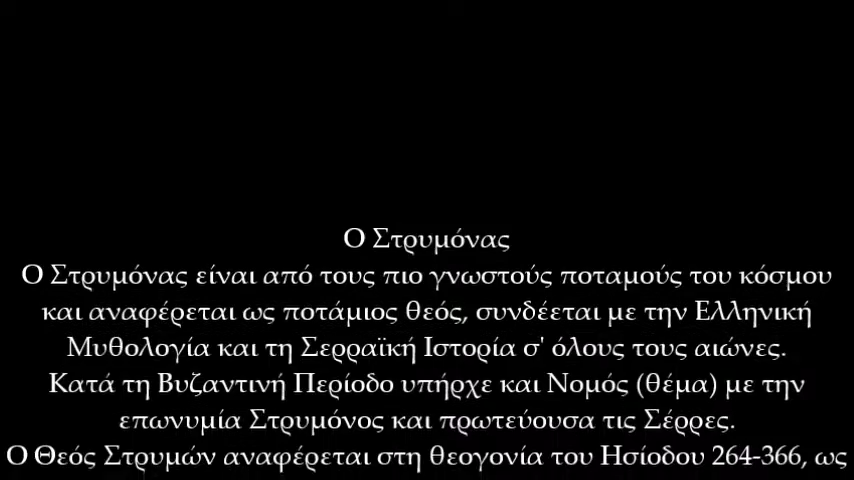 Ο Στρυμόνας
Ο Στρυμόνας είναι από τους πιο γνωστούς ποταμούς του κόσμου
και αναφέρεται ως ποτάμιος θεός, συνδέεται με την Ελληνική
Μυθολογία και τη Σερραϊκή Ιστορία σ' όλους τους αιώνες.
Κατά τη Βυζαντινή Περίοδο υπήρχε και Νομός (θέμα) με την
επωνυμία Στρυμόνος και πρωτεύουσα τις Σέρρες.
Ο Θεός Στρυμών αναφέρεται στη θεογονία του Ησίοδου 264-366, ως